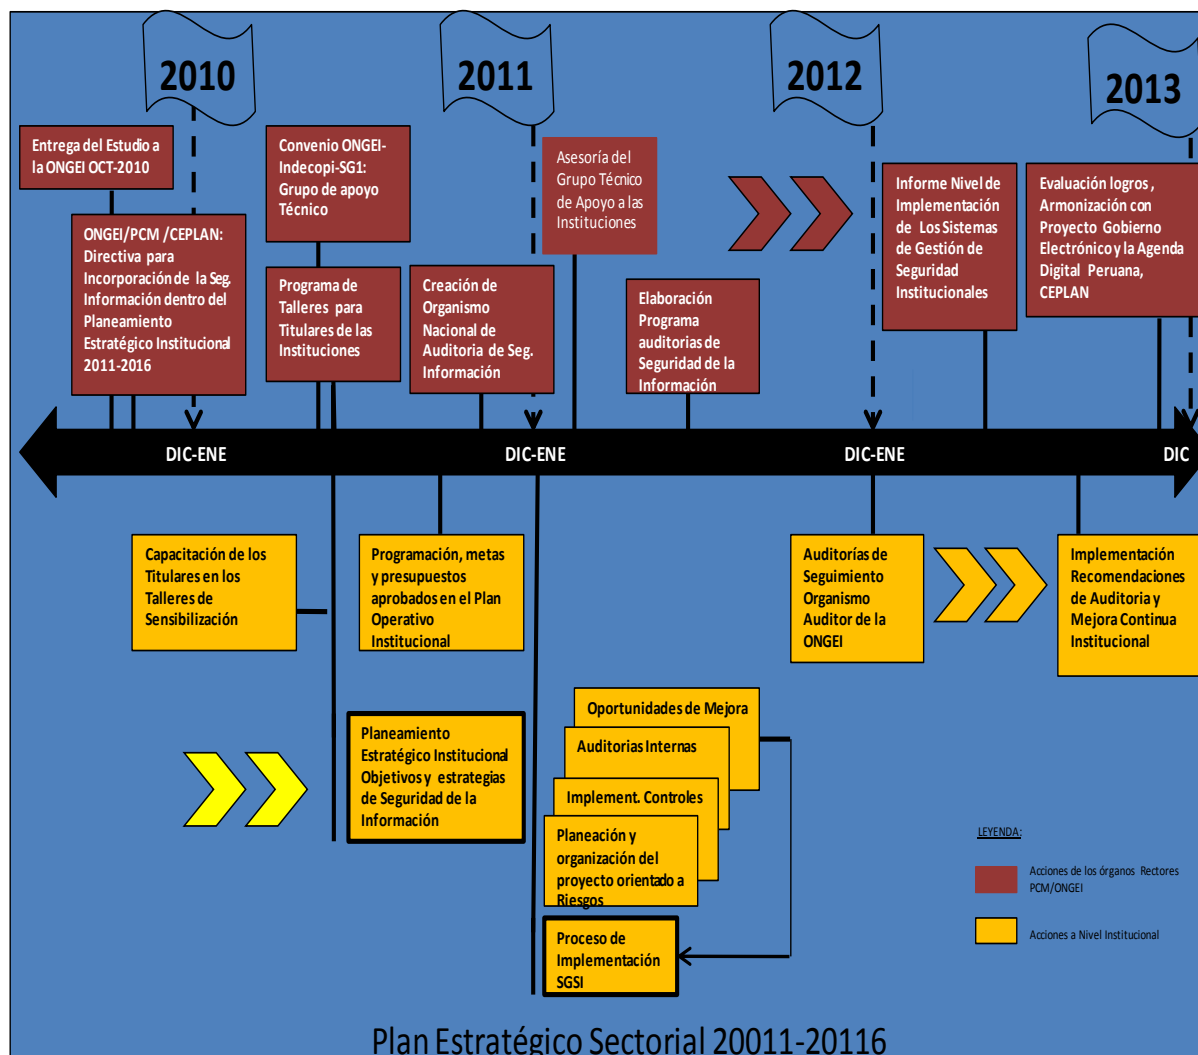 2010
2011
2012
2013
Entrega del Estudio a
la ONGEI OCT-2010
ONGEI/PCM /CEPLAN:
Directiva para
Incorporación de la Seg.
Información dentro del
Planeamiento
Estratégico Institucional
2011-2016
Convenio ONGEI-
Indecopi-SG1:
Grupo de apoyo
Técnico
Programa de
Talleres para
Titulares de las
Instituciones
Creación de
Organismo
Nacional de
Auditoria de Seg.
Información
Asesoría del
Grupo Técnico
de Apoyo a las
Instituciones
Elaboración
Programa
auditorias de
Seguridad de la
Información
Informe Nivel de
Implementación
de Los Sistemas
de Gestión de
Seguridad
Institucionales
Evaluación logros ,
Armonización con
Proyecto Gobierno
Electrónico y la Agenda
Digital Peruana,
CEPLAN
DIC-ENE
DIC-ENE
DIC-ENE
DIC
Capacitación de los
Titulares en los
Talleres de
Sensibilización
Programación, metas
y presupuestos
aprobados en el Plan
Operativo
Institucional
Auditorías de
Seguimiento
Organismo
Auditor de la
ONGEI
Implementación
Recomendaciones
de Auditoria y
Mejora Continua
Institucional
Planeamiento
Estratégico Institucional
Objetivos y estrategias
de Seguridad de la
Información
Oportunidades de Mejora
Auditorias Internas
Implement. Controles
Planeación y
organización del
proyecto orientado a
Riesgos
Proceso de
Implementación
SGSI
LEYENDA:
Acciones de los órganos Rectores
PCM/ONGEI
Acciones a Nivel Institucional
Plan Estratégico Sectorial 20011-20116